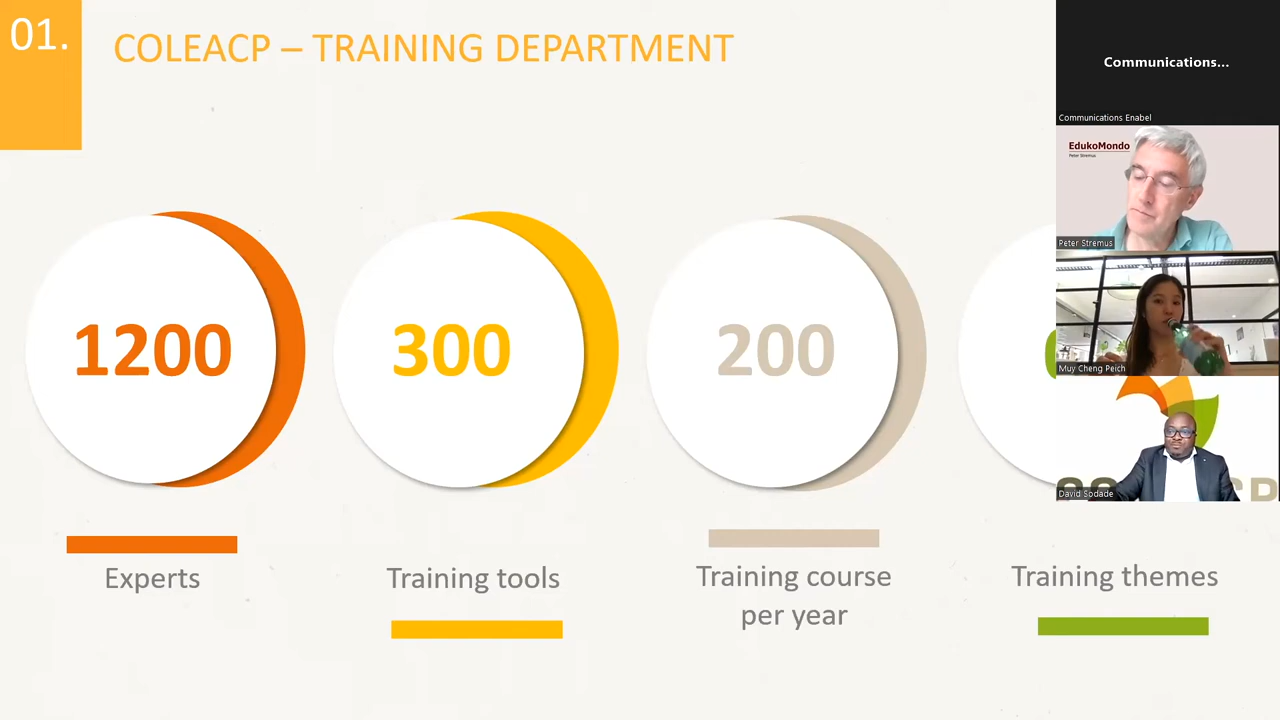 01.
COLEACP – TRAINING DEPARTMENT
1200
300
200
Experts
Training tools
Training course
per year
Training themes
Communications...
Communications Enabel
EdukoMondo
Peter Stremus
Peter Stremus
Muy Cheng Peich
David Sodade